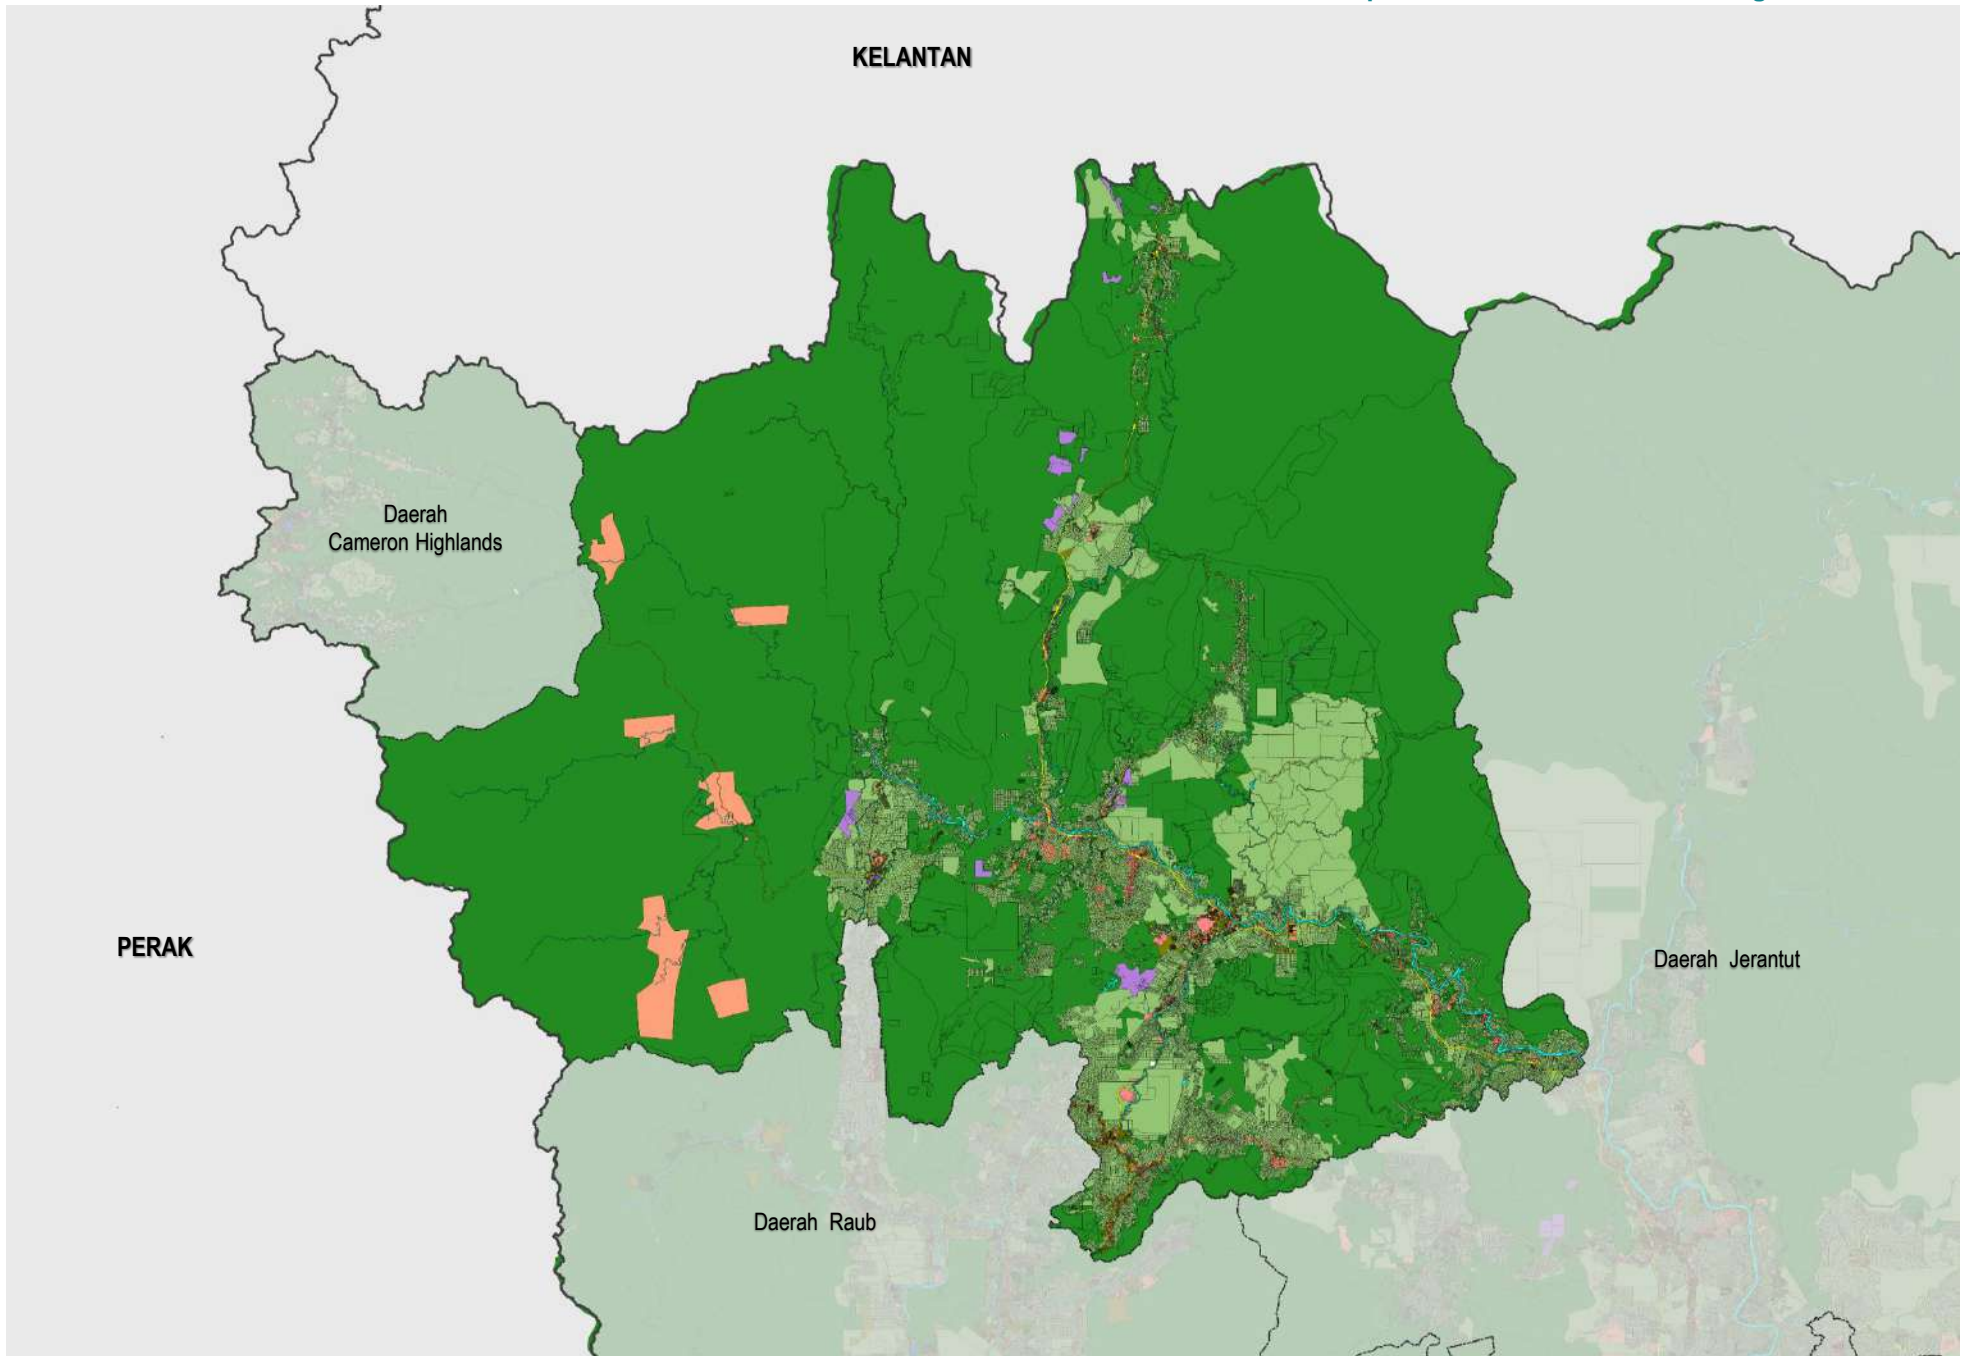 KELANTAN
Daerah
Cameron Highlands
PERAK
Daerah Jerantut
Daerah Raub